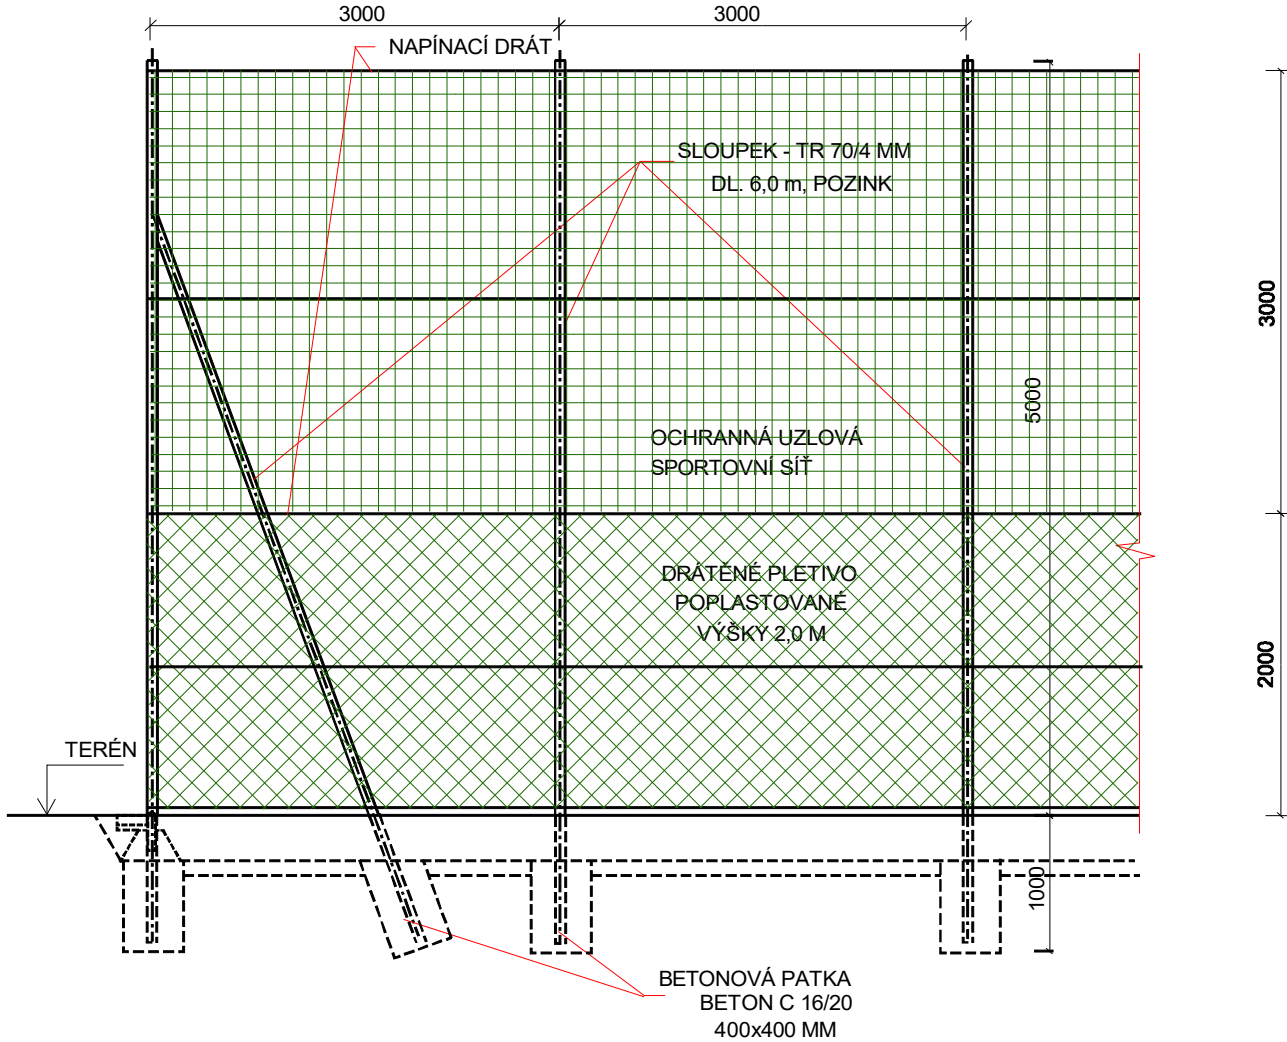 3000
3000
NAPÍNACÍ DRÁT
SLOUPEK - TR 70/4 MM
DL. 6,0 m, POZINK
3000
5000
OCHRANNÁ UZLOVÁ
SPORTOVNÍ SÍŤ
DRÁTĚNÉ PLETIVO
POPLASTOVANÉ
VÝŠKY 2,0 M
2000
TERÉN
1000
BETONOVÁ PATKA
BETON C 16/20
400x400 MM